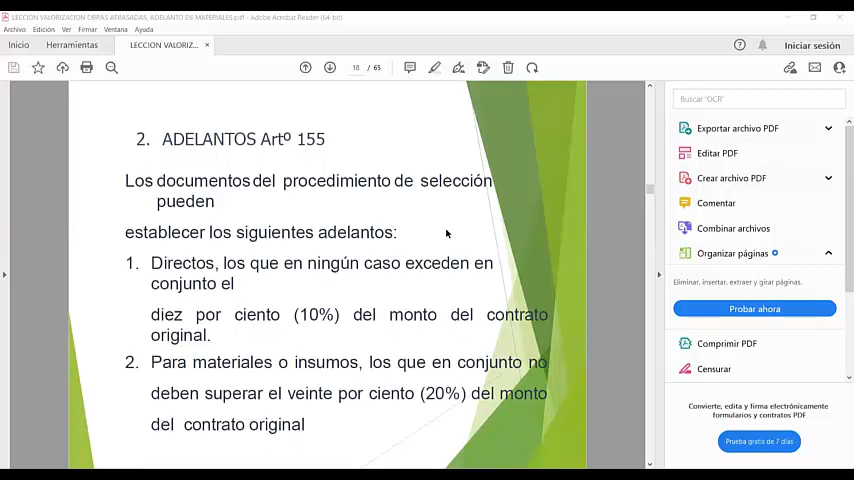 LECCION VALORIZACION OBRAS ATRASADAS, ADELANTO DE MATERIALES.pdf - Adobe Acrobat Reader (64-bit)
Archivo Edición Ver Firmar Ventana Ayuda
Inicio Herramientas LECCION VALORIZ... × Iniciar sesión
18 / 65
2. ADELANTOS Artº 155
Los documentos del procedimiento de selección
pueden
establecer los siguientes adelantos:
1. Directos, los que en ningún caso exceden en
conjunto el
diez por ciento (10%) del monto del contrato
original.
2. Para materiales o insumos, los que en conjunto no
deben superar el veinte por ciento (20%) del monto
del contrato original
Buscar 'OCR'
Exportar archivo PDF
Editar PDF
Crear archivo PDF
Comentar
Combinar archivos
Organizar páginas
Eliminar, insertar, extraer y girar páginas.
Probar ahora
Comprimir PDF
Censurar
Convierte, edita y firma electrónicamente
formularios y contratos PDF
Prueba gratis de 7 días